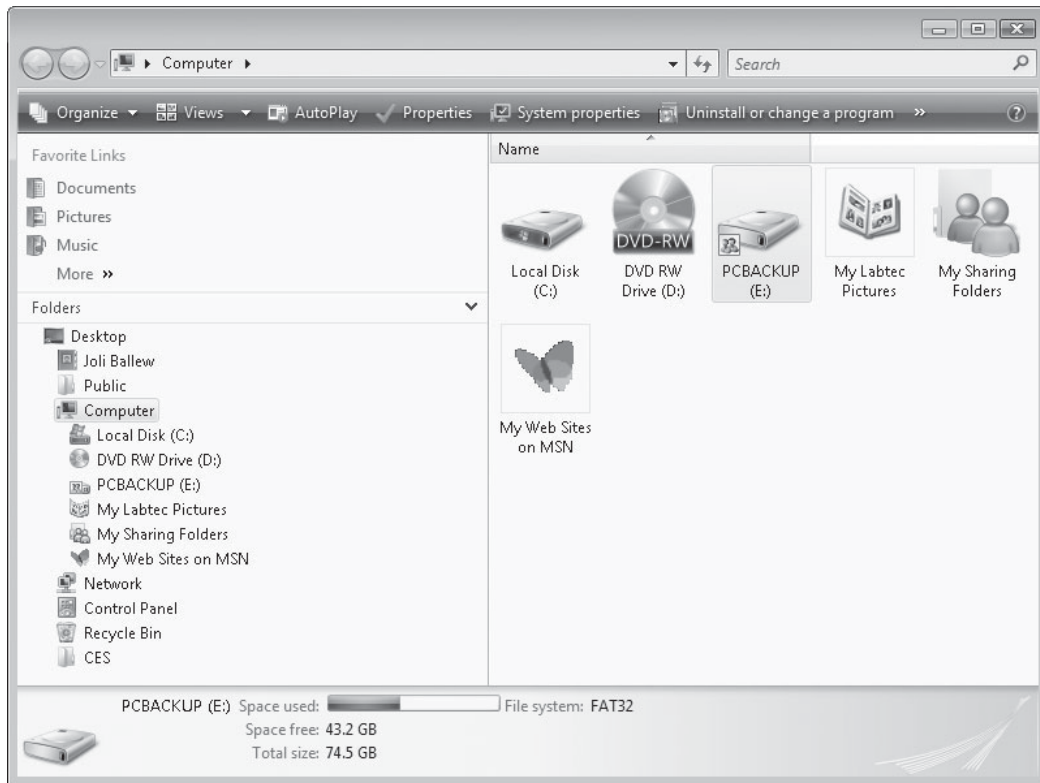 Computer
Search
Organize Views AutoPlay Properties System properties Uninstall or change a program »
Favorite Links
Documents
Pictures
Music
More »
Folders
Desktop
Joli Ballew
Public
Computer
Local Disk (C:)
DVD RW Drive (D:)
PCBACKUP (E:)
My Labtec Pictures
My Sharing Folders
My Web Sites on MSN
Network
Control Panel
Recycle Bin
CES
Name
DVD-RW
Local Disk DVD RW PCBACKUP My Labtec My Sharing
(C:) Drive (D:) (E:) Pictures Folders
My Web Sites
on MSN
PCBACKUP (E:) Space used: File system: FAT32
Space free: 43.2 GB
Total size: 74.5 GB